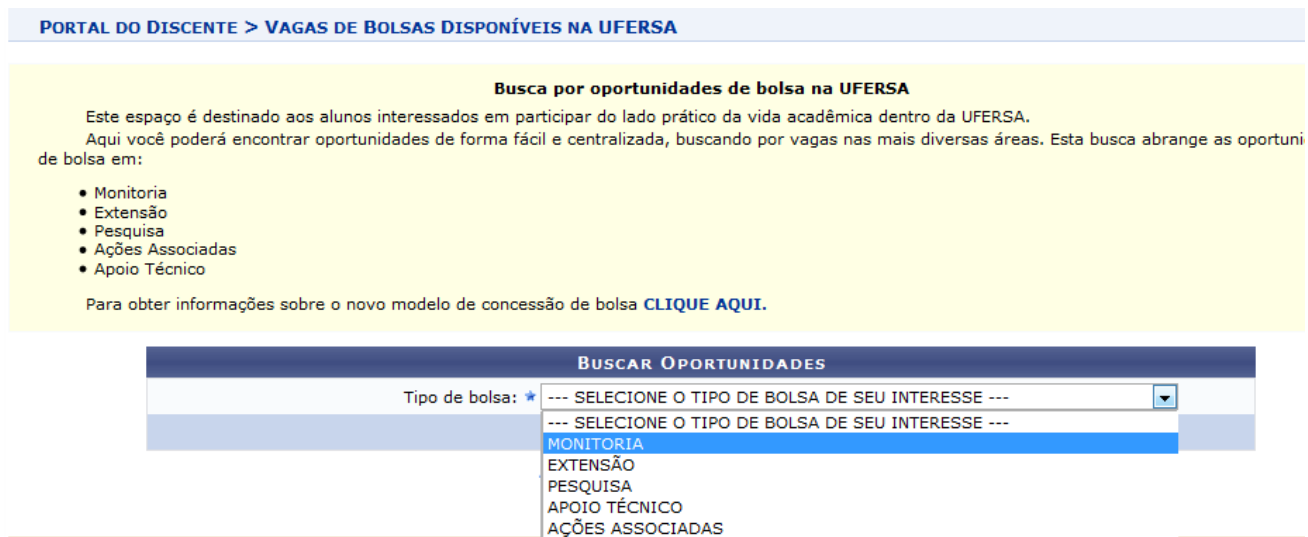 PORTAL DO DISCENTE > VAGAS DE BOLSAS DISPONÍVEIS NA UFERSA
Busca por oportunidades de bolsa na UFERSA
Este espaço é destinado aos alunos interessados em participar do lado prático da vida acadêmica dentro da UFERSA.
Aqui você poderá encontrar oportunidades de forma fácil e centralizada, buscando por vagas nas mais diversas áreas. Esta busca abrange as oportuni
de bolsa em:
• Monitoria
• Extensão
• Pesquisa
• Ações Associadas
• Apoio Técnico
Para obter informações sobre o novo modelo de concessão de bolsa CLIQUE AQUI.
BUSCAR OPORTUNIDADES
Tipo de bolsa: --- SELECIONE O TIPO DE BOLSA DE SEU INTERESSE ---
--- SELECIONE O TIPO DE BOLSA DE SEU INTERESSE ---
MONITORIA
EXTENSÃO
PESQUISA
APOIO TÉCNICO
AÇÕES ASSOCIADAS